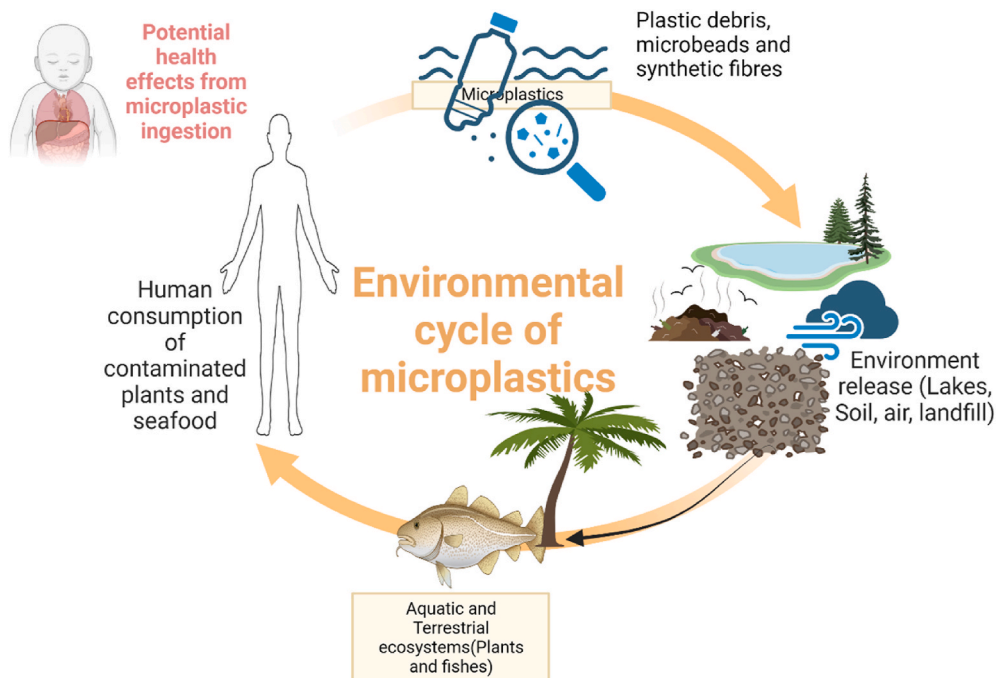 Potential
health
effects from
microplastic
ingestion
Plastic debris,
microbeads and
synthetic fibres
Microplastics
Environmental
cycle of
microplastics
Human
consumption
of
contaminated
plants and
seafood
Environment
release (Lakes,
Soil, air, landfill)
Aquatic and
Terrestrial
ecosystems(Plants
and fishes)